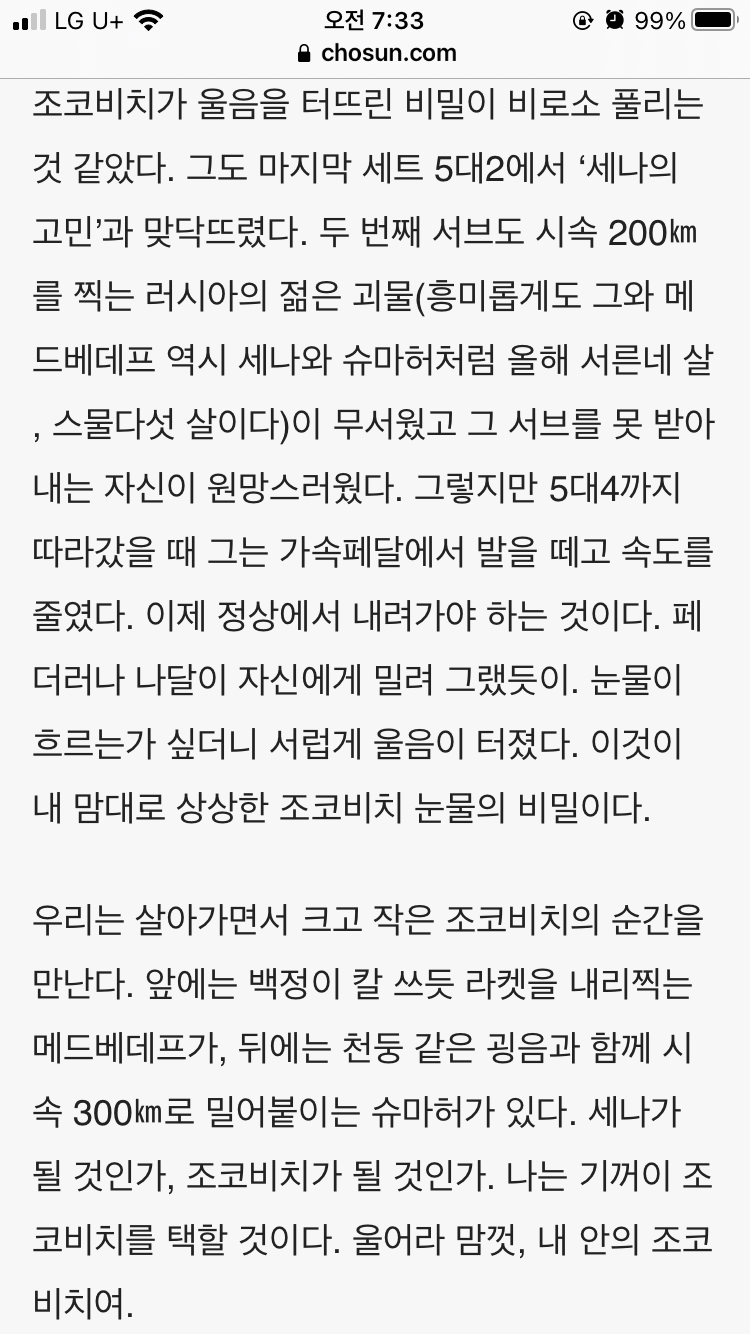 LG U+ 오전 7:33 99%
chosun.com
조코비치가 울음을 터뜨린 비밀이 비로소 풀리는
것 같았다. 그도 마지막 세트 5대2에서 ‘세나의
고민’과 맞닥뜨렸다. 두 번째 서브도 시속 200㎞
를 찍는 러시아의 젊은 괴물(흥미롭게도 그와 메
드베데프 역시 세나와 슈마허처럼 올해 서른네 살
, 스물다섯 살이다)이 무서웠고 그 서브를 못 받아
내는 자신이 원망스러웠다. 그렇지만 5대4까지
따라갔을 때 그는 가속페달에서 발을 떼고 속도를
줄였다. 이제 정상에서 내려가야 하는 것이다. 페
더러나 나달이 자신에게 밀려 그랬듯이. 눈물이
흐르는가 싶더니 서럽게 울음이 터졌다. 이것이
내 맘대로 상상한 조코비치 눈물의 비밀이다.
우리는 살아가면서 크고 작은 조코비치의 순간을
만난다. 앞에는 백정이 칼 쓰듯 라켓을 내리찍는
메드베데프가, 뒤에는 천둥 같은 굉음과 함께 시
속 300㎞로 밀어붙이는 슈마허가 있다. 세나가
될 것인가, 조코비치가 될 것인가. 나는 기꺼이 조
코비치를 택할 것이다. 울어라 맘껏, 내 안의 조코
비치여.